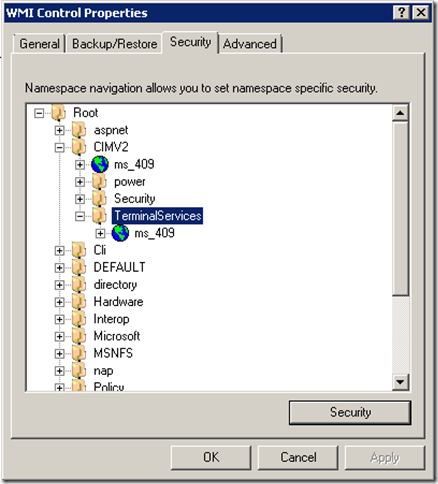 WMI Control Properties
General Backup/Restore Security Advanced
Namespace navigation allows you to set namespace specific security.
Root
aspnet
CIMV2
ms_409
power
Security
TerminalServices
ms_409
Cli
DEFAULT
directory
Hardware
Interop
Microsoft
MSNFS
nap
Policy
Security
OK Cancel Apply